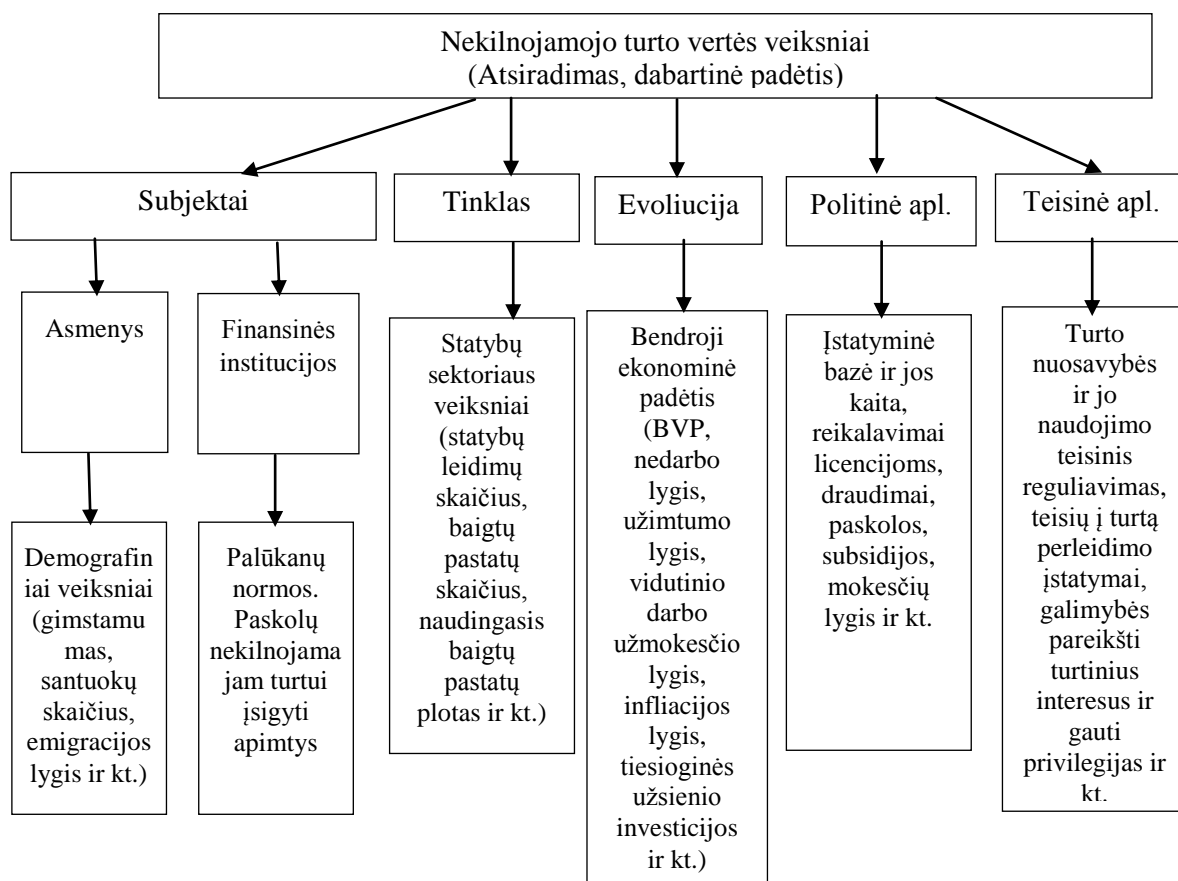 Nekilnojamojo turto vertės veiksniai
(Atsiradimas, dabartinė padėtis)
Subjektai
Tinklas
Evoliucija
Politinė apl.
Teisinė apl.
Asmenys
Finansinės
institucijos
Statybų
sektoriaus
veiksniai
(statybų
leidimų
skaičius,
baigtų
pastatų
skaičius,
naudingasis
baigtų
pastatų
plotas ir kt.)
Bendroji
ekonominė
padėtis
(BVP,
nedarbo
lygis,
užimtumo
lygis,
vidutinio
darbo
užmokesčio
lygis,
infliacijos
lygis,
tiesioginės
užsienio
investicijos
ir kt.)
Įstatyminė
bazė ir jos
kaita,
reikalavimai
licencijoms,
draudimai,
paskolos,
subsidijos,
mokesčių
lygis ir kt.
Turto
nuosavybės
ir jo
naudojimo
teisinis
reguliavimas,
teisių į turtą
perleidimo
įstatymai,
galimybės
pareikšti
turtinius
interesus ir
gauti
privilegijas ir
kt.
Demografin
iai veiksniai
(gimstamu
mas,
santuokų
skaičius,
emigracijos
lygis ir kt.)
Palūkanų
normos.
Paskolų
nekilnojama
jam turtui
įsigyti
apimtys